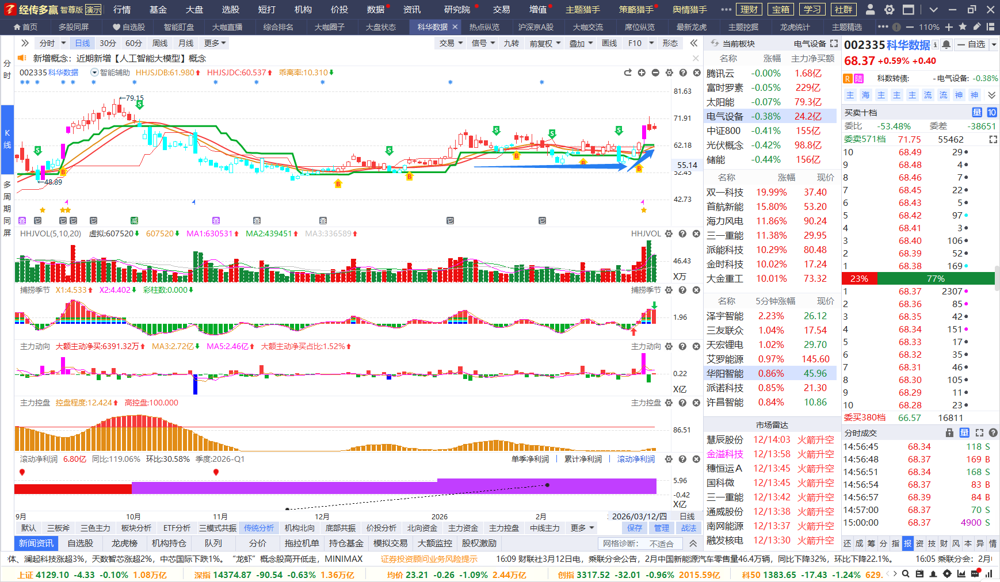 经传多赢 智尊版 演示 行情 基金 大盘 选股 短打 机构 价投 数据 资讯 研究院 交易 增值 主题猎手 策略猎手 舆情猎手 理财 宝箱 学习 社群
首页 多股同屏 自选股 智能盯盘 大咖直播 综合排名 大咖圈子 大盘状态 科华数据 热点纵览 沪深京A股 大咖交流 席位纵览 最新龙虎 主题挖掘 龙虎统计 主题精选 110%
分时 日线 30分 60分 周线 月线 更多 交易 信号 九转 前复权 叠加 画线 F10 形态
新增概念：近期新增【人工智能大模型】概念
分时
K线
多周期同屏
002335 科华数据 智能辅助 HHJSJDB:61.980 HHJSJDC:60.537 乖离率:10.310
81.63
71.91
62.18
55.14
52.45
42.73
79.15
48.89
S S S S S S
B B B B B B
叠 它 它 它 它 减 叠 叠 叠 它 它
HHJVOL(5,10,20) 虚拟:607520 607520 MA1:630531 MA2:439451 MA3:336589 HHJVOL
46.43
X万
捕捞季节 X1:4.533 X2:4.402 彩柱数:0.000 捕捞季节
1.96
主力动向 大额主动净买:6391.32万 MA3:2.72亿 MA5:2.46亿 大额主动净买占比:1.52% 主力动向
0.22
X亿
主力控盘 控盘程度:12.424 高控盘:100.000 主力控盘
86.51
滚动净利润 6.80亿 同比:119.06% 环比:30.58% 季度:2026-Q1 单季净利润 累计净利润 滚动净利润
5.96
-0.42
X亿
9月 10月 11月 12月 2026 2月 2026/03/12/四 日线
默认 三板斧 三色主力 板块分析 ETF分析 三模式共振 传统分析 机构北向 底部共振 价投分析 北向资金 主力资金 主力控盘 中线主力 更多 保存 管理 战法
新闻资讯 自选股 龙虎榜 机构持仓 队列 分价 拖拉机单 持仓基金 模拟交易 大额监控 股权激励 网格诊断： 不适合
当前板块 电气设备
名称 涨幅 主力净买额
腾讯云 -0.00% 1.68亿
富时罗素 -0.05% 229亿
太阳能 -0.07% 79.3亿
电气设备 -0.38% 24.2亿
中证800 -0.41% 155亿
光伏概念 -0.42% 98.8亿
储能 -0.44% 156亿
名称 涨幅 现价
双一科技 19.99% 37.40
首航新能 15.80% 53.20
海力风电 11.86% 90.24
三一重能 11.38% 29.95
派能科技 10.29% 80.48
金时科技 10.02% 17.24
大金重工 10.01% 73.32
名称 5分钟涨幅 现价
泽宇智能 2.23% 26.12
三友联众 1.04% 17.54
天宏锂电 1.02% 29.70
艾罗能源 0.97% 145.60
华阳智能 0.86% 45.96
派诺科技 0.85% 21.30
许昌智能 0.84% 10.86
市场雷达
慧辰股份 12/14:03 火箭升空
金溢科技 12/13:58 火箭升空
穗恒运A 12/13:45 火箭升空
国科微 12/13:45 火箭升空
三一重能 12/13:42 火箭升空
通威股份 12/13:38 火箭升空
南网能源 12/13:37 火箭升空
融发核电 12/13:30 火箭升空
002335 科华数据 自选
68.37 +0.59% +0.40
R 陆 科数转债: - 电气设备: -0.38%
主 海 主 主 主 流 流 神 神
买卖十档 量 10
委比 -53.48% 委差 -38651
委卖571档 71.75 55462
10 68.49 29
9 68.48 4
8 68.46 7
7 68.45 22
6 68.43 5
5 68.42 97
4 68.41 3
3 68.40 106
2 68.39 52
1 68.38 169
23% 77%
1 68.37 2307
2 68.36 85
3 68.35 42
4 68.34 151
5 68.33 17
6 68.32 35
7 68.31 46
8 68.30 105
9 68.29 11
10 68.28 23
委买380档 66.57 16811
分时成交 量
14:56:45 68.34 118 S
14:56:48 68.37 169 B
14:56:51 68.34 168 S
14:56:54 68.37 83 B
14:56:57 68.39 84 B
14:57:00 68.37 70 S
15:00:00 68.37 4900 S
还 成 筹 分 指 报 资 技 财 风 本 异 情
体、澜起科技涨超3%，天数智芯涨超2%，中芯国际下跌1%。 “龙虾”概念股高开低走，MINIMAX 证券投资顾问业务风险提示 16:09 财联社3月12日电，乘联分会公告，2月中国新能源汽车零售量46.4万辆，同比下降32%，环比下降22.1%。 16:05 乘联分会：2月
上证 4129.10 -4.33 -0.10% 1.08万亿 深指 14374.87 -90.54 -0.63% 1.36万亿 均价 23.21 -0.26 -1.09% 2.44万亿 创指 3317.52 -32.01 -0.96% 2015.59亿 科50 1383.65 -17.43 -1.24% 629.